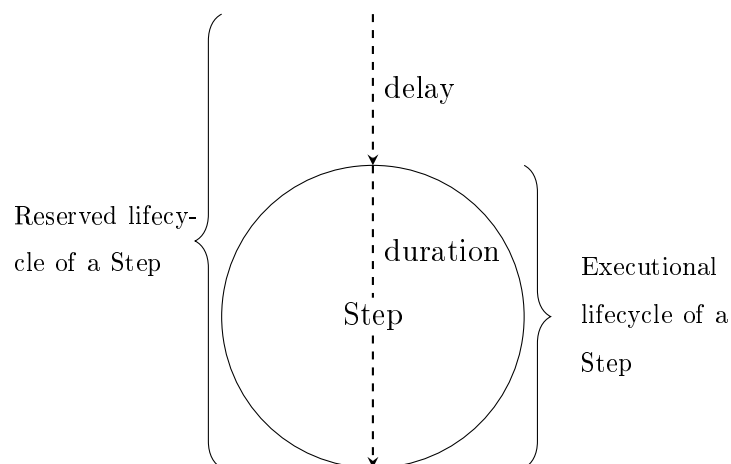 delay
Reserved lifecy-
cle of a Step
duration
Executional
lifecycle of a
Step
Step